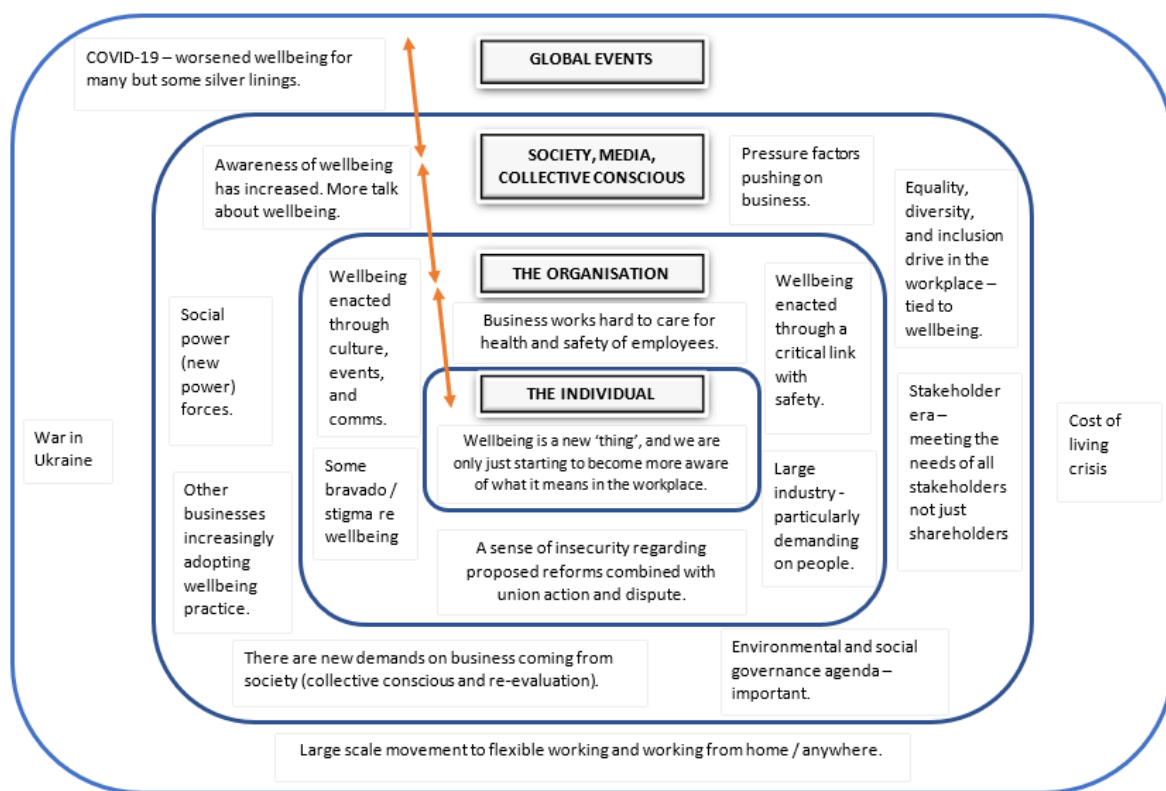 COVID-19 – worsened wellbeing for
many but some silver linings.
GLOBAL EVENTS
Awareness of wellbeing
has increased. More talk
about wellbeing.
SOCIETY, MEDIA,
COLLECTIVE CONSCIOUS
Pressure factors
pushing on
business.
Equality,
diversity,
and inclusion
drive in the
workplace –
tied to
wellbeing.
Social
power
(new
power)
forces.
Wellbeing
enacted
through
culture,
events,
and
comms.
THE ORGANISATION
Business works hard to care for
health and safety of employees.
Wellbeing
enacted
through a
critical link
with
safety.
THE INDIVIDUAL
Wellbeing is a new ‘thing’, and we are
only just starting to become more aware
of what it means in the workplace.
Stakeholder
era –
meeting the
needs of all
stakeholders
not just
shareholders
War in
Ukraine
Cost of
living
crisis
Other
businesses
increasingly
adopting
wellbeing
practice.
Some
bravado /
stigma re
wellbeing
Large
industry -
particularly
demanding
on people.
A sense of insecurity regarding
proposed reforms combined with
union action and dispute.
There are new demands on business coming from
society (collective conscious and re-evaluation).
Environmental and social
governance agenda –
important.
Large scale movement to flexible working and working from home / anywhere.